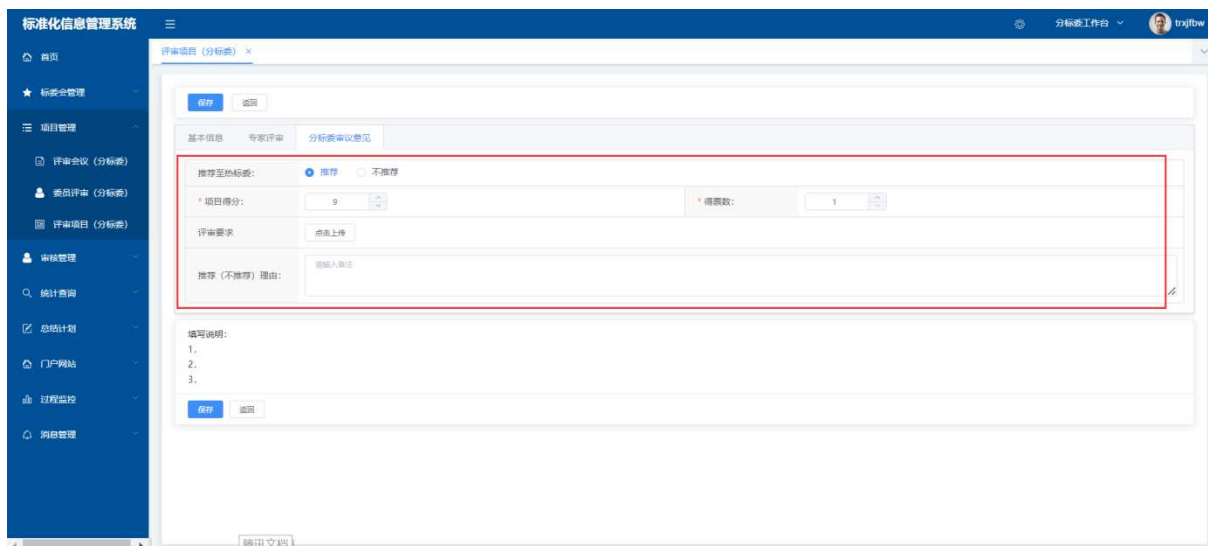 标准化信息管理系统
分标委工作台
trxjfbw
首页
评审项目（分标委） ×
标委会管理
保存 返回
项目管理
基本信息 专家评审 分标委审议意见
评审会议（分标委）
推荐至热标委： 推荐 不推荐
委员评审（分标委）
* 项目得分： 9 * 得票数： 1
评审项目（分标委）
评审要求 点击上传
审核管理
推荐（不推荐）理由： 请输入备注
统计查询
总结计划
填写说明：
1、
2、
3、
门户网站
过程监控
保存 返回
消息管理
腾讯文档